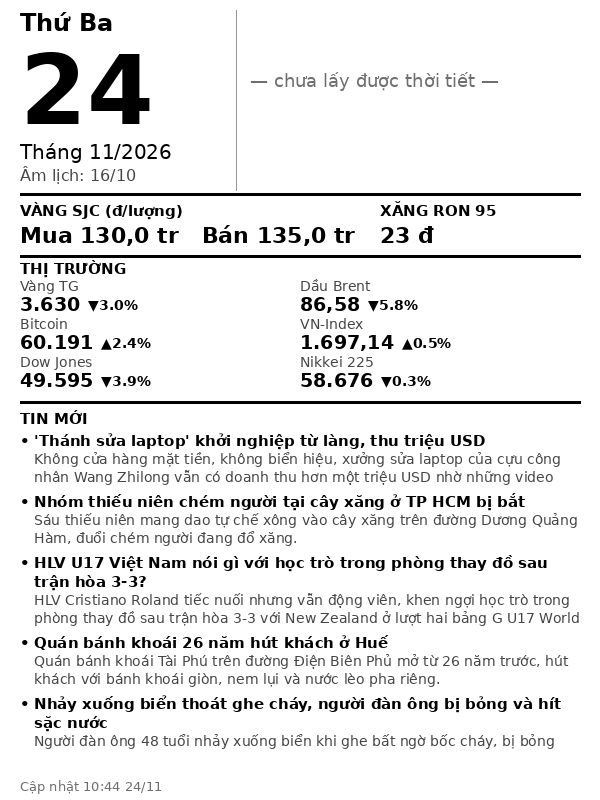 Thứ Ba
24
Tháng 11/2026
Âm lịch: 16/10
— chưa lấy được thời tiết —
VÀNG SJC (đ/lượng)
Mua 130,0 tr Bán 135,0 tr
XĂNG RON 95
23 đ
THỊ TRƯỜNG
Vàng TG
3.630 ▼3.0%
Dầu Brent
86,58 ▼5.8%
Bitcoin
60.191 ▲2.4%
VN-Index
1.697,14 ▲0.5%
Dow Jones
49.595 ▼3.9%
Nikkei 225
58.676 ▼0.3%
TIN MỚI
• 'Thánh sửa laptop' khởi nghiệp từ làng, thu triệu USD
Không cửa hàng mặt tiền, không biển hiệu, xưởng sửa laptop của cựu công
nhân Wang Zhilong vẫn có doanh thu hơn một triệu USD nhờ những video
• Nhóm thiếu niên chém người tại cây xăng ở TP HCM bị bắt
Sáu thiếu niên mang dao tự chế xông vào cây xăng trên đường Dương Quảng
Hàm, đuổi chém người đang đổ xăng.
• HLV U17 Việt Nam nói gì với học trò trong phòng thay đồ sau
trận hòa 3-3?
HLV Cristiano Roland tiếc nuối nhưng vẫn động viên, khen ngợi học trò trong
phòng thay đồ sau trận hòa 3-3 với New Zealand ở lượt hai bảng G U17 World
• Quán bánh khoái 26 năm hút khách ở Huế
Quán bánh khoái Tài Phú trên đường Điện Biên Phủ mở từ 26 năm trước, hút
khách với bánh khoái giòn, nem lụi và nước lèo pha riêng.
• Nhảy xuống biển thoát ghe cháy, người đàn ông bị bỏng và hít
sặc nước
Người đàn ông 48 tuổi nhảy xuống biển khi ghe bất ngờ bốc cháy, bị bỏng
Cập nhật 10:44 24/11